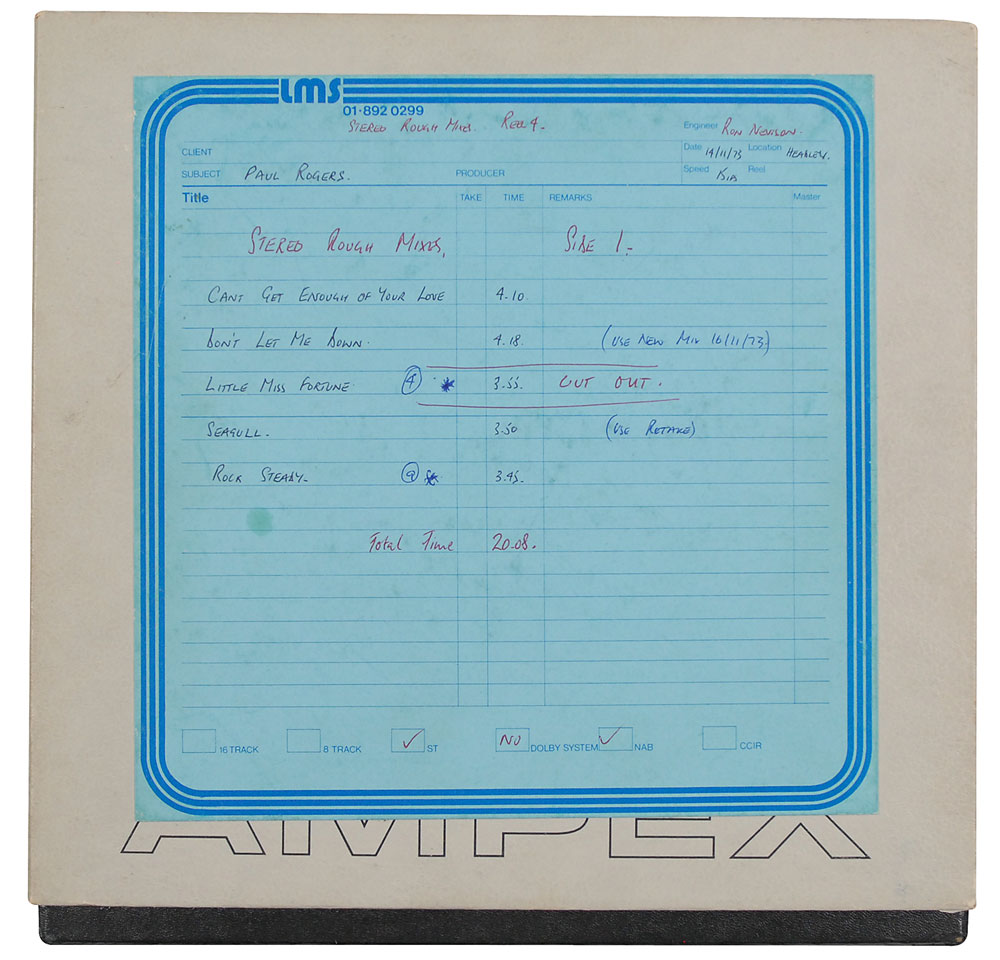 LMS
01·892 0299
STEREO ROUGH MIXES. REEL 4.
Engineer RON NEVISON.
CLIENT
Date 14/11/73 Location HEADLEY.
SUBJECT PAUL ROGERS. PRODUCER
Speed 15 IPS Reel
Title TAKE TIME REMARKS Master
STEREO ROUGH MIXES, SIDE 1.
CANT GET ENOUGH OF YOUR LOVE 4.10
DON'T LET ME DOWN. 4.18. (USE NEW MIX 16/11/73)
LITTLE MISS FORTUNE 4 * 3.55. CUT OUT.
SEAGULL. 3.50 (USE RETAKE)
ROCK STEADY. 9 * 3.45.
Total Time 20.08.
16 TRACK 8 TRACK ✓ ST NO DOLBY SYSTEM ✓ NAB CCIR
AMPEX